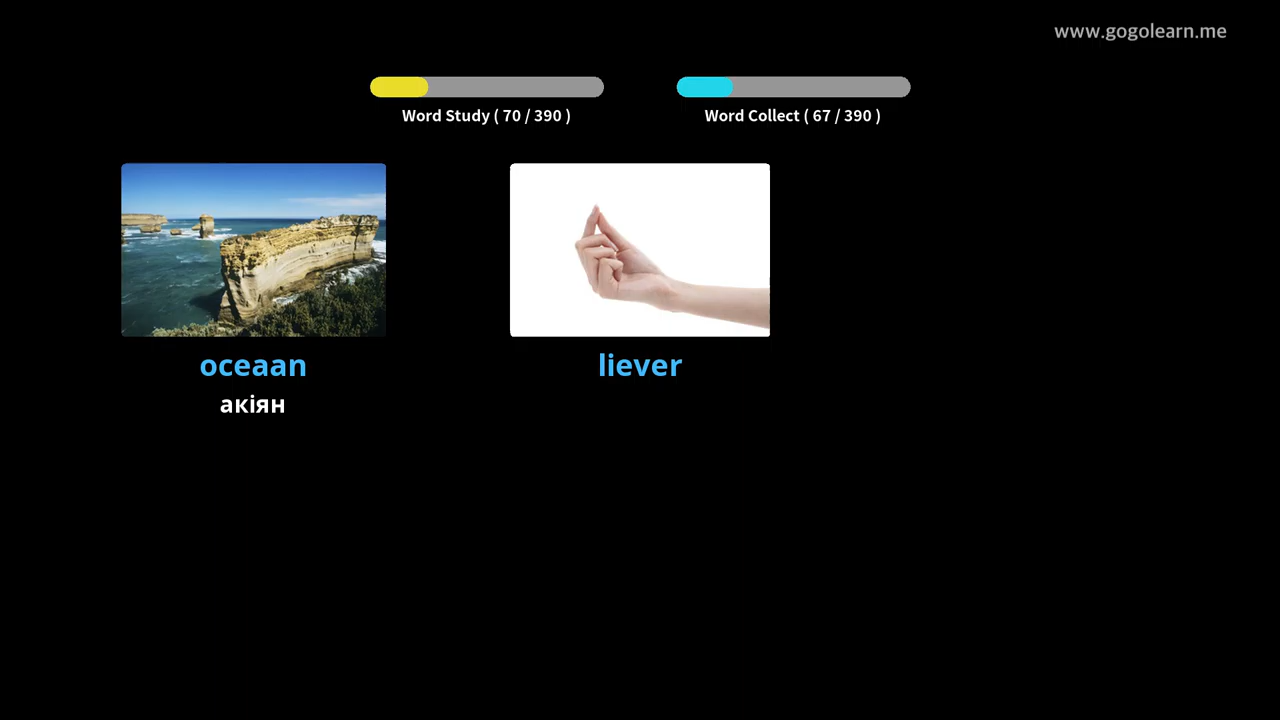 www.gogolearn.me
Word Study ( 70 / 390 )
Word Collect ( 67 / 390 )
oceaan
акіян
liever